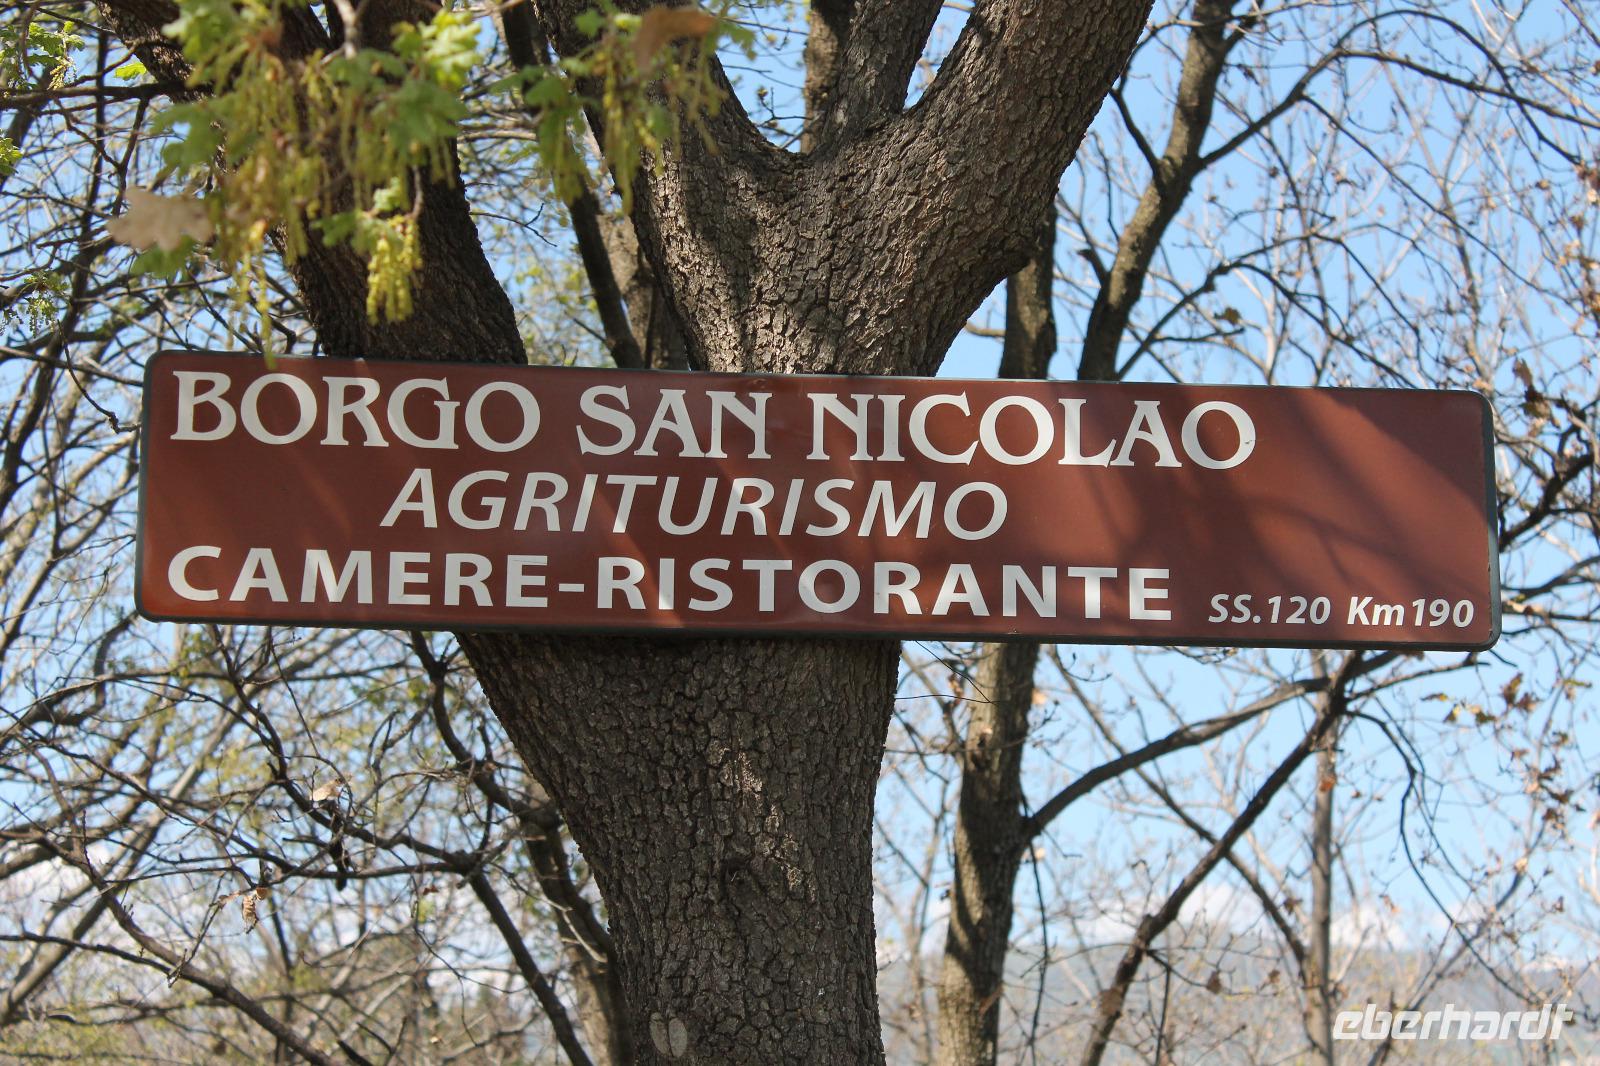 BORGO SAN NICOLAO
AGRITURISMO
CAMERE-RISTORANTE SS.120 Km190
eberhardt